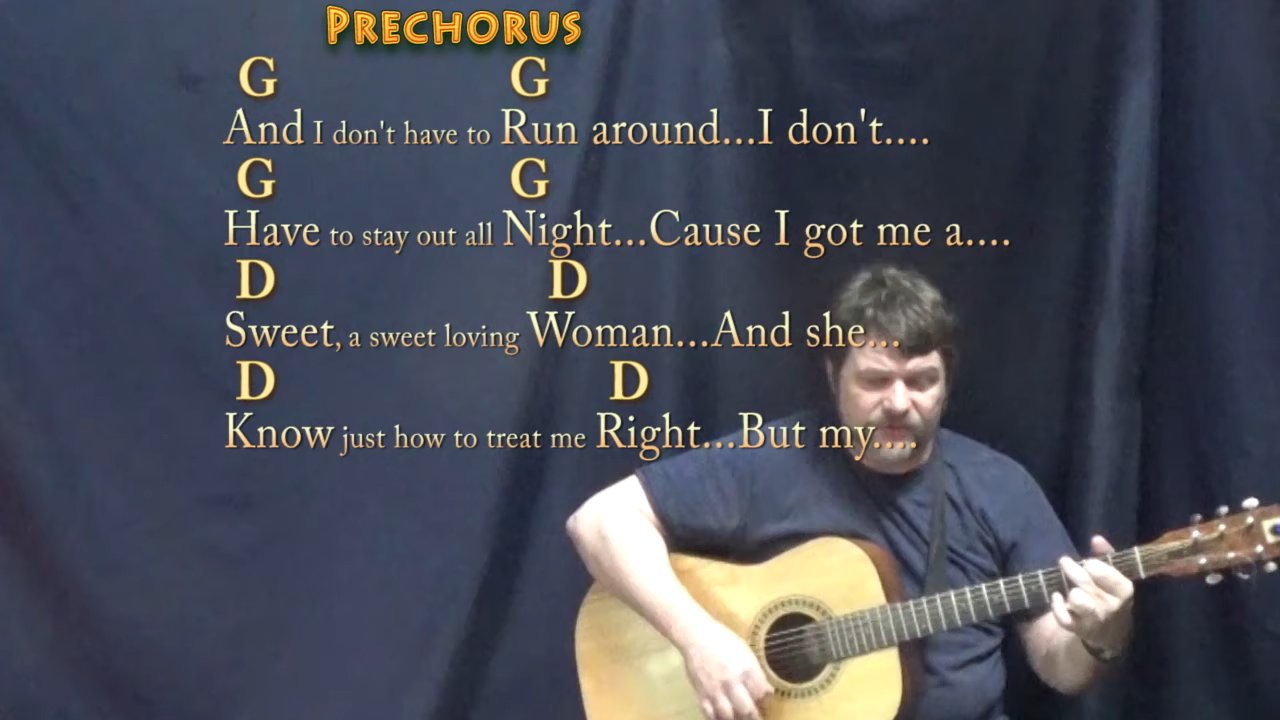 PRECHORUS
G G
And I don't have to Run around...I don't....
G G
Have to stay out all Night...Cause I got me a....
D D
Sweet, a sweet loving Woman...And she...
D D
Know just how to treat me Right...But my....